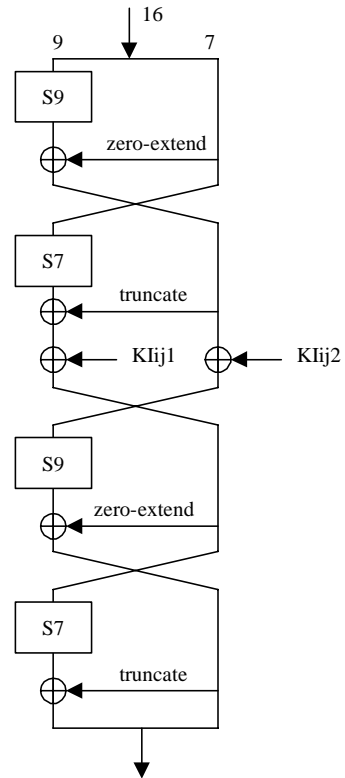 16
9 7
S9
zero-extend
S7
truncate
KIij1 KIij2
S9
zero-extend
S7
truncate